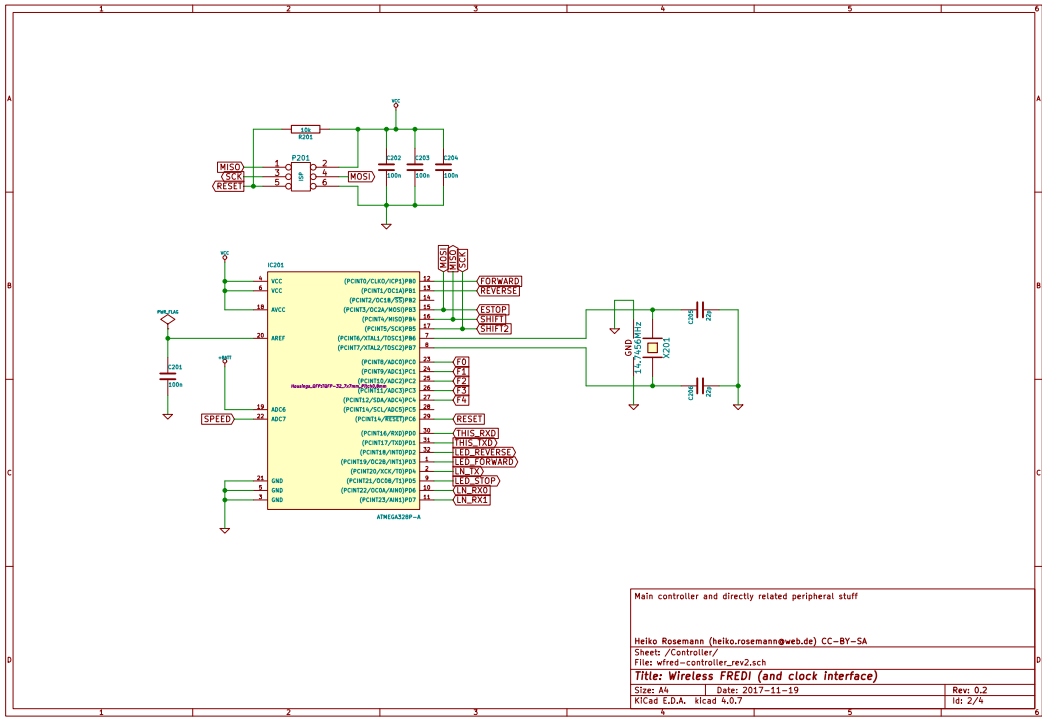 1 2 3 4 5 6
A A
VCC
10k
R201
P201
C202 C203 C204
MISO 1 2
SCK 3 4 MOSI
RESET 5 6
ISP
100n 100n 100n
VCC
MOSI MISO SCK
IC201
B B
4 VCC (PCINT0/CLKO/ICP1)PB0 12 FORWARD
6 VCC (PCINT1/OC1A)PB1 13 REVERSE
(PCINT2/OC1B/SS)PB2 14
18 AVCC (PCINT3/OC2A/MOSI)PB3 15 ESTOP
(PCINT4/MISO)PB4 16 SHIFT
(PCINT5/SCK)PB5 17 SHIFT2
PWR_FLAG
20 AREF (PCINT6/XTAL1/TOSC1)PB6 7
(PCINT7/XTAL2/TOSC2)PB7 8
C205
22p
GND
14.7456MHz
X201
C206
22p
+BATT
C201
100n
(PCINT8/ADC0)PC0 23 F0
(PCINT9/ADC1)PC1 24 F1
(PCINT10/ADC2)PC2 25 F2
(PCINT11/ADC3)PC3 26 F3
(PCINT12/SDA/ADC4)PC4 27 F4
19 ADC6 (PCINT14/SCL/ADC5)PC5 28
SPEED 22 ADC7 (PCINT14/RESET)PC6 29 RESET
(PCINT16/RXD)PD0 30 THIS_RXD
(PCINT17/TXD)PD1 31 THIS_TXD
(PCINT18/INT0)PD2 32 LED_REVERSE
(PCINT19/OC2B/INT1)PD3 1 LED_FORWARD
C C
(PCINT20/XCK/T0)PD4 2 LN_TX
21 GND (PCINT21/OC0B/T1)PD5 9 LED_STOP
5 GND (PCINT22/OC0A/AIN0)PD6 10 LN_RX0
3 GND (PCINT23/AIN1)PD7 11 LN_RX1
ATMEGA328P-A
Main controller and directly related peripheral stuff
Heiko Rosemann (heiko.rosemann@web.de) CC-BY-SA
Sheet: /Controller/
File: wfred-controller_rev2.sch
D D
Title: Wireless FREDI (and clock interface)
Size: A4 Date: 2017-11-19 Rev: 0.2
KiCad E.D.A. kicad 4.0.7 Id: 2/4
1 2 3 4 5 6